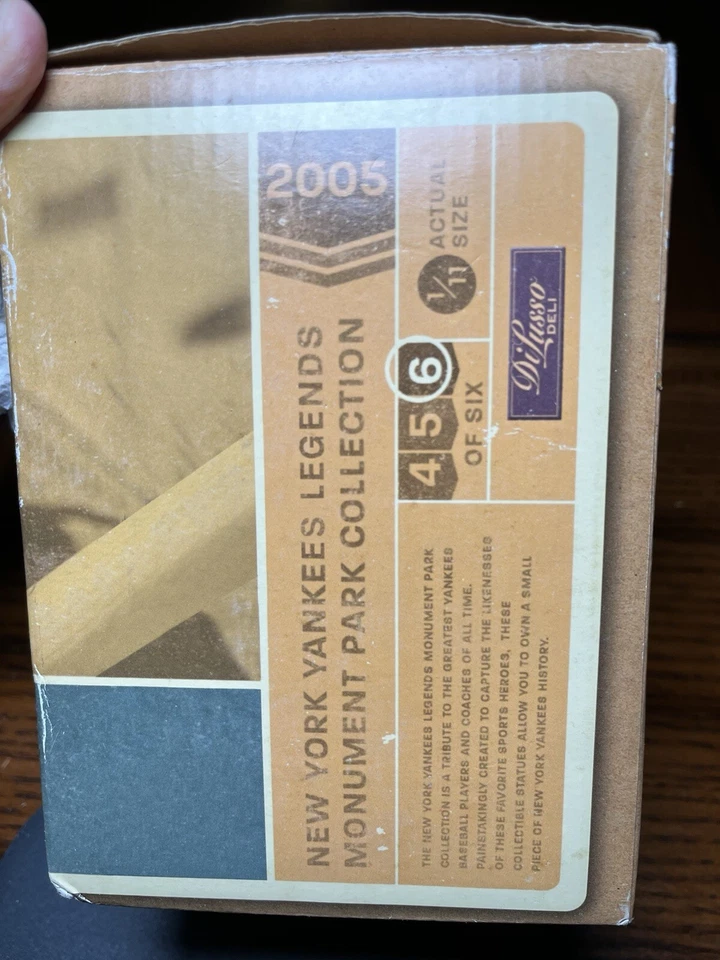 2005
NEW YORK YANKEES LEGENDS
MONUMENT PARK COLLECTION
4 5 6
OF SIX
1/11 ACTUAL
SIZE
THE NEW YORK YANKEES LEGENDS MONUMENT PARK
COLLECTION IS A TRIBUTE TO THE GREATEST YANKEES
BASEBALL PLAYERS AND COACHES OF ALL TIME.
PAINSTAKINGLY CREATED TO CAPTURE THE LIKENESSES
OF THESE FAVORITE SPORTS HEROES, THESE
COLLECTIBLE STATUES ALLOW YOU TO OWN A SMALL
PIECE OF NEW YORK YANKEES HISTORY.
DiLusso
DELI